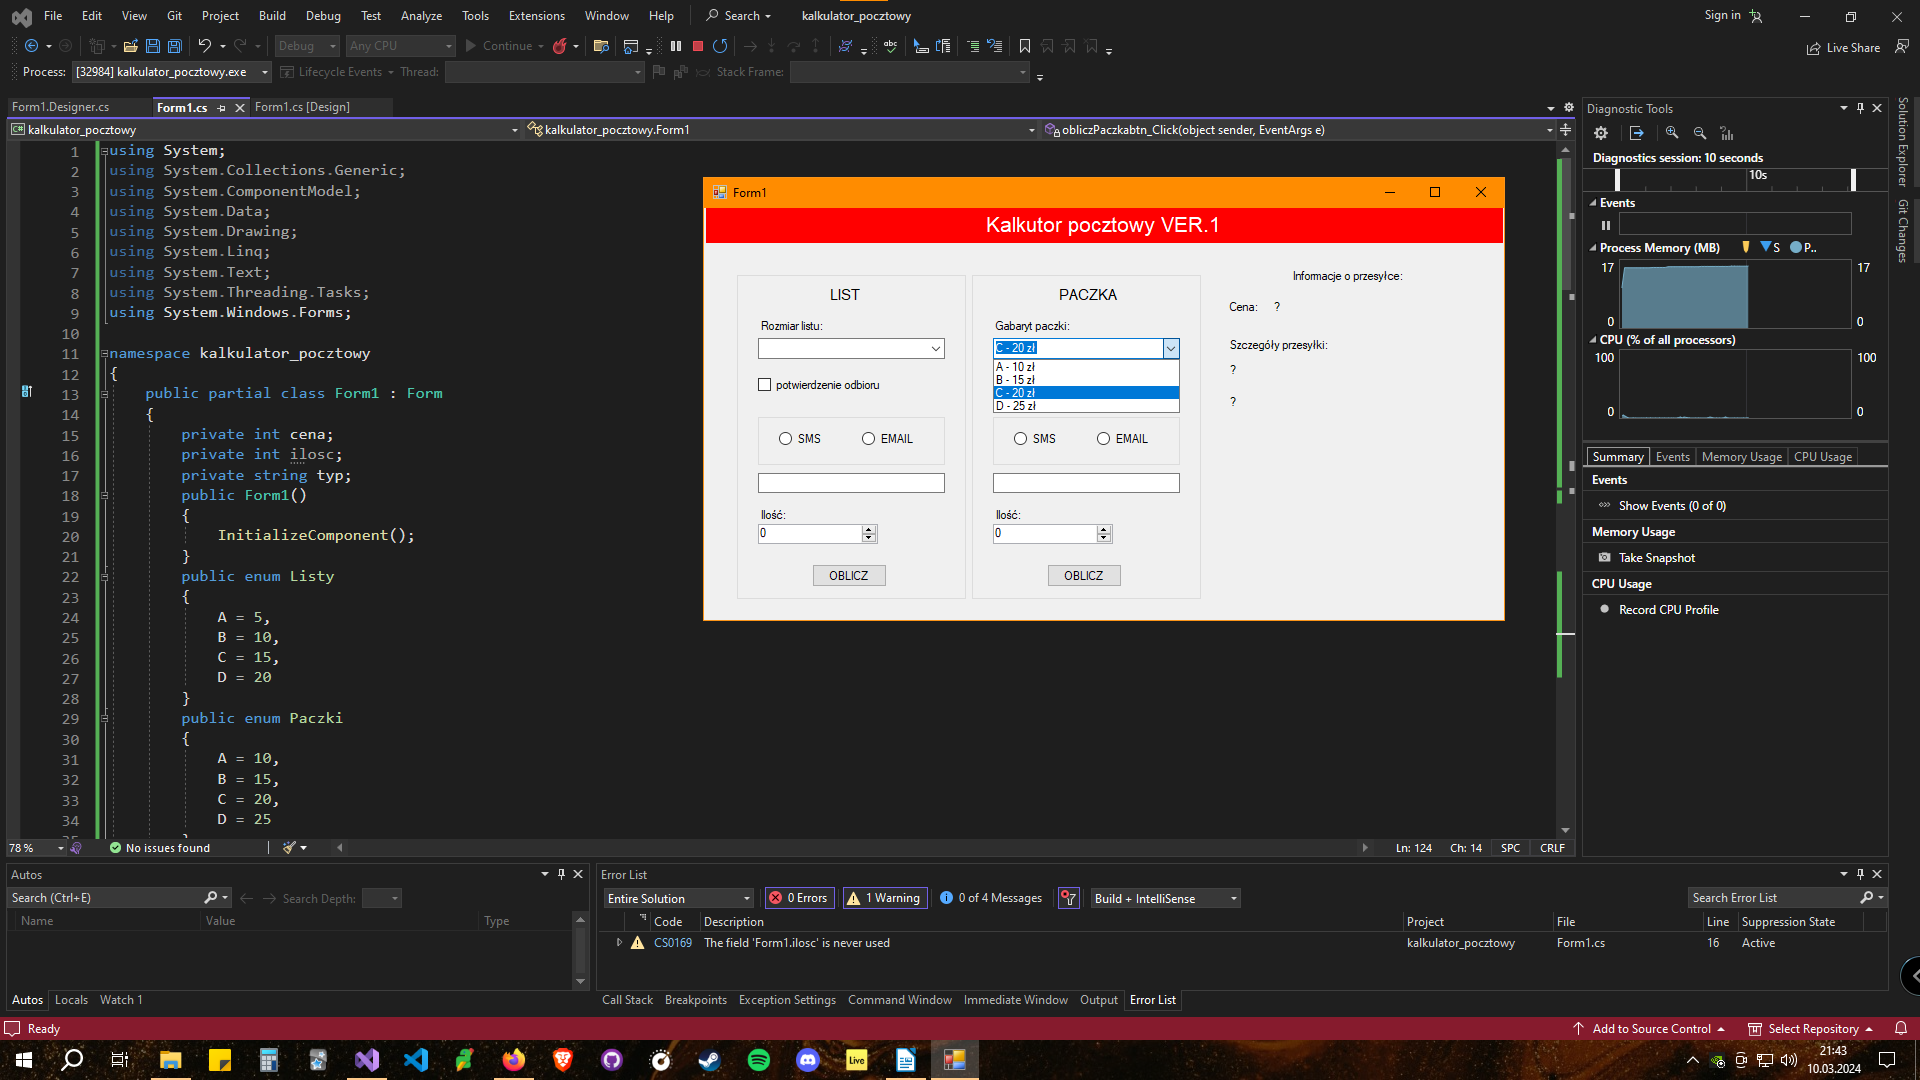 File Edit View Git Project Build Debug Test Analyze Tools Extensions Window Help Search kalkulator_pocztowy Sign in
Debug Any CPU Continue Live Share
Process: [32984] kalkulator_pocztowy.exe Lifecycle Events Thread: Stack Frame:
Form1.Designer.cs Form1.cs Form1.cs [Design]
kalkulator_pocztowy kalkulator_pocztowy.Form1 obliczPaczkabtn_Click(object sender, EventArgs e)
1 using System;
2 using System.Collections.Generic;
3 using System.ComponentModel;
4 using System.Data;
5 using System.Drawing;
6 using System.Linq;
7 using System.Text;
8 using System.Threading.Tasks;
9 using System.Windows.Forms;
10
11 namespace kalkulator_pocztowy
12 {
13 public partial class Form1 : Form
14 {
15 private int cena;
16 private int ilosc;
17 private string typ;
18 public Form1()
19 {
20 InitializeComponent();
21 }
22 public enum Listy
23 {
24 A = 5,
25 B = 10,
26 C = 15,
27 D = 20
28 }
29 public enum Paczki
30 {
31 A = 10,
32 B = 15,
33 C = 20,
34 D = 25
35 }
78 % No issues found Ln: 124 Ch: 14 SPC CRLF
Form1
Kalkutor pocztowy VER.1
LIST
Rozmiar listu:
potwierdzenie odbioru
SMS EMAIL
Ilość:
0
OBLICZ
PACZKA
Gabaryt paczki:
C - 20 zł
A - 10 zł
B - 15 zł
C - 20 zł
D - 25 zł
SMS EMAIL
Ilość:
0
OBLICZ
Informacje o przesyłce:
Cena: ?
Szczegóły przesyłki:
?
?
Diagnostic Tools
Diagnostics session: 10 seconds
10s
Events
Process Memory (MB) S P..
17 17
0 0
CPU (% of all processors)
100 100
0 0
Summary Events Memory Usage CPU Usage
Events
Show Events (0 of 0)
Memory Usage
Take Snapshot
CPU Usage
Record CPU Profile
Solution Explorer
Git Changes
Autos
Search (Ctrl+E) Search Depth:
Name Value Type
Autos Locals Watch 1
Error List
Entire Solution 0 Errors 1 Warning 0 of 4 Messages Build + IntelliSense Search Error List
Code Description Project File Line Suppression State
CS0169 The field 'Form1.ilosc' is never used kalkulator_pocztowy Form1.cs 16 Active
Call Stack Breakpoints Exception Settings Command Window Immediate Window Output Error List
Ready Add to Source Control Select Repository
Live
21:43
10.03.2024